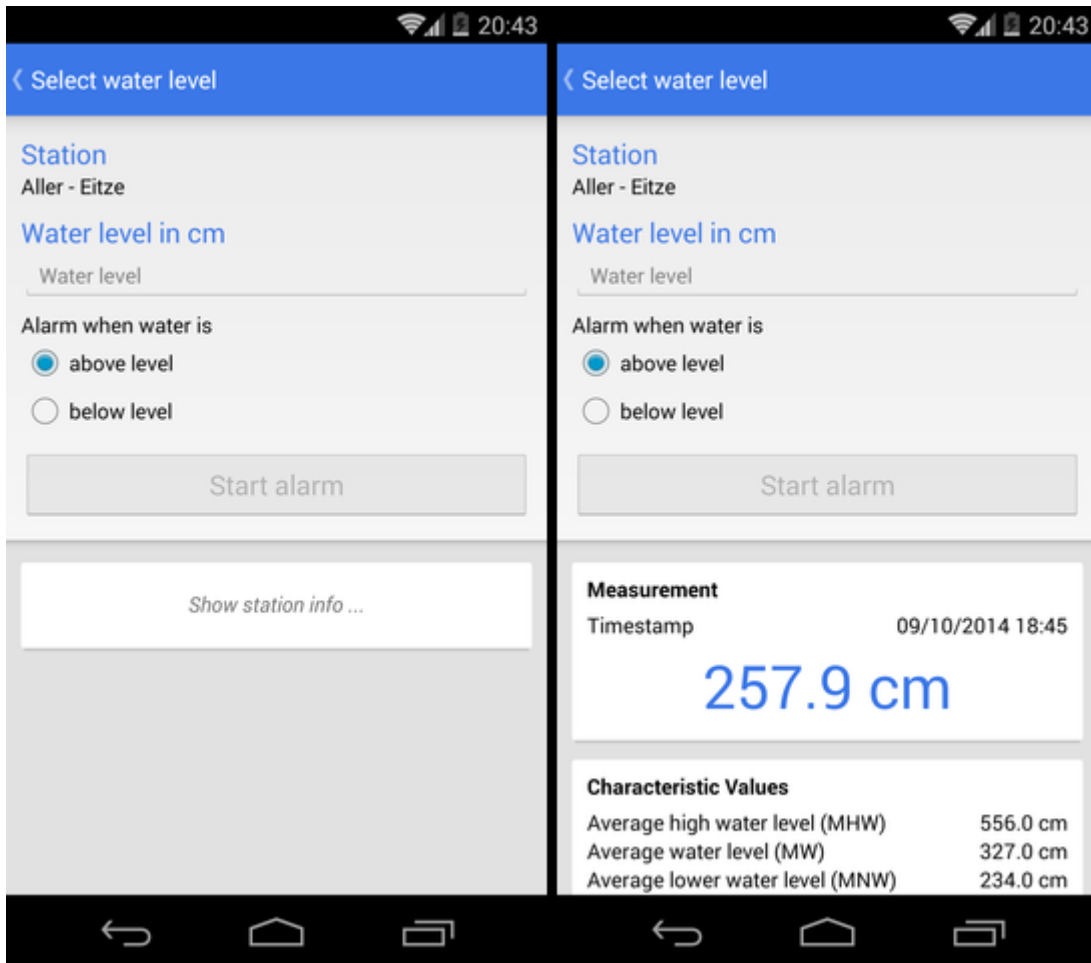 20:43
Select water level
Station
Aller - Eitze
Water level in cm
Water level
Alarm when water is
above level
below level
Start alarm
Show station info ...
20:43
Select water level
Station
Aller - Eitze
Water level in cm
Water level
Alarm when water is
above level
below level
Start alarm
Measurement
Timestamp 09/10/2014 18:45
257.9 cm
Characteristic Values
Average high water level (MHW) 556.0 cm
Average water level (MW) 327.0 cm
Average lower water level (MNW) 234.0 cm